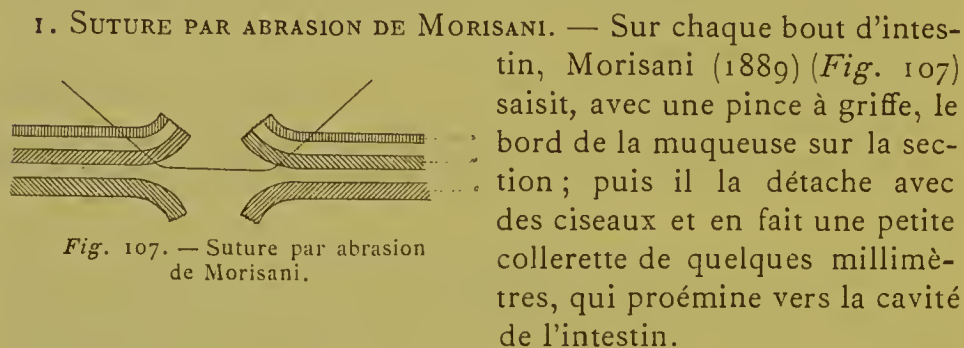 1. SUTURE PAR ABRASION DE MORISANI. — Sur chaque bout d'intes-
tin, Morisani (1889) (Fig. 107)
saisit, avec une pince à griffe, le
bord de la muqueuse sur la sec-
tion ; puis il la détache avec
des ciseaux et en fait une petite
collerette de quelques millimè-
tres, qui proémine vers la cavité
de l'intestin.
Fig. 107. — Suture par abrasion
de Morisani.